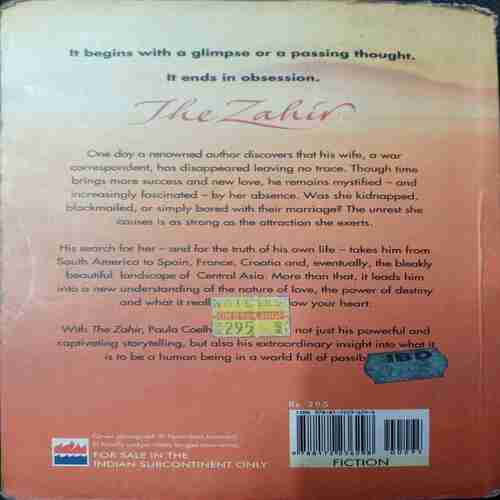 It begins with a glimpse or a passing thought.
It ends in obsession.
The Zahir
One day a renowned author discovers that his wife, a war
correspondent, has disappeared leaving no trace. Though time
brings more success and new love, he remains mystified – and
increasingly fascinated – by her absence. Was she kidnapped,
blackmailed, or simply bored with their marriage? The unrest she
causes is as strong as the attraction she exerts.
His search for her – and for the truth of his own life – takes him from
South America to Spain, France, Croatia and, eventually, the bleakly
beautiful landscape of Central Asia. More than that, it leads him
into a new understanding of the nature of love, the power of destiny
and what it reall ow your heart.
295
With The Zahir, Paulo Coelh not just his powerful and
captivating storytelling, but also his extraordinary insight into what it
is to be a human being in a world full of possib
IBD
Rs. 295
FOR SALE IN THE
INDIAN SUBCONTINENT ONLY
FICTION